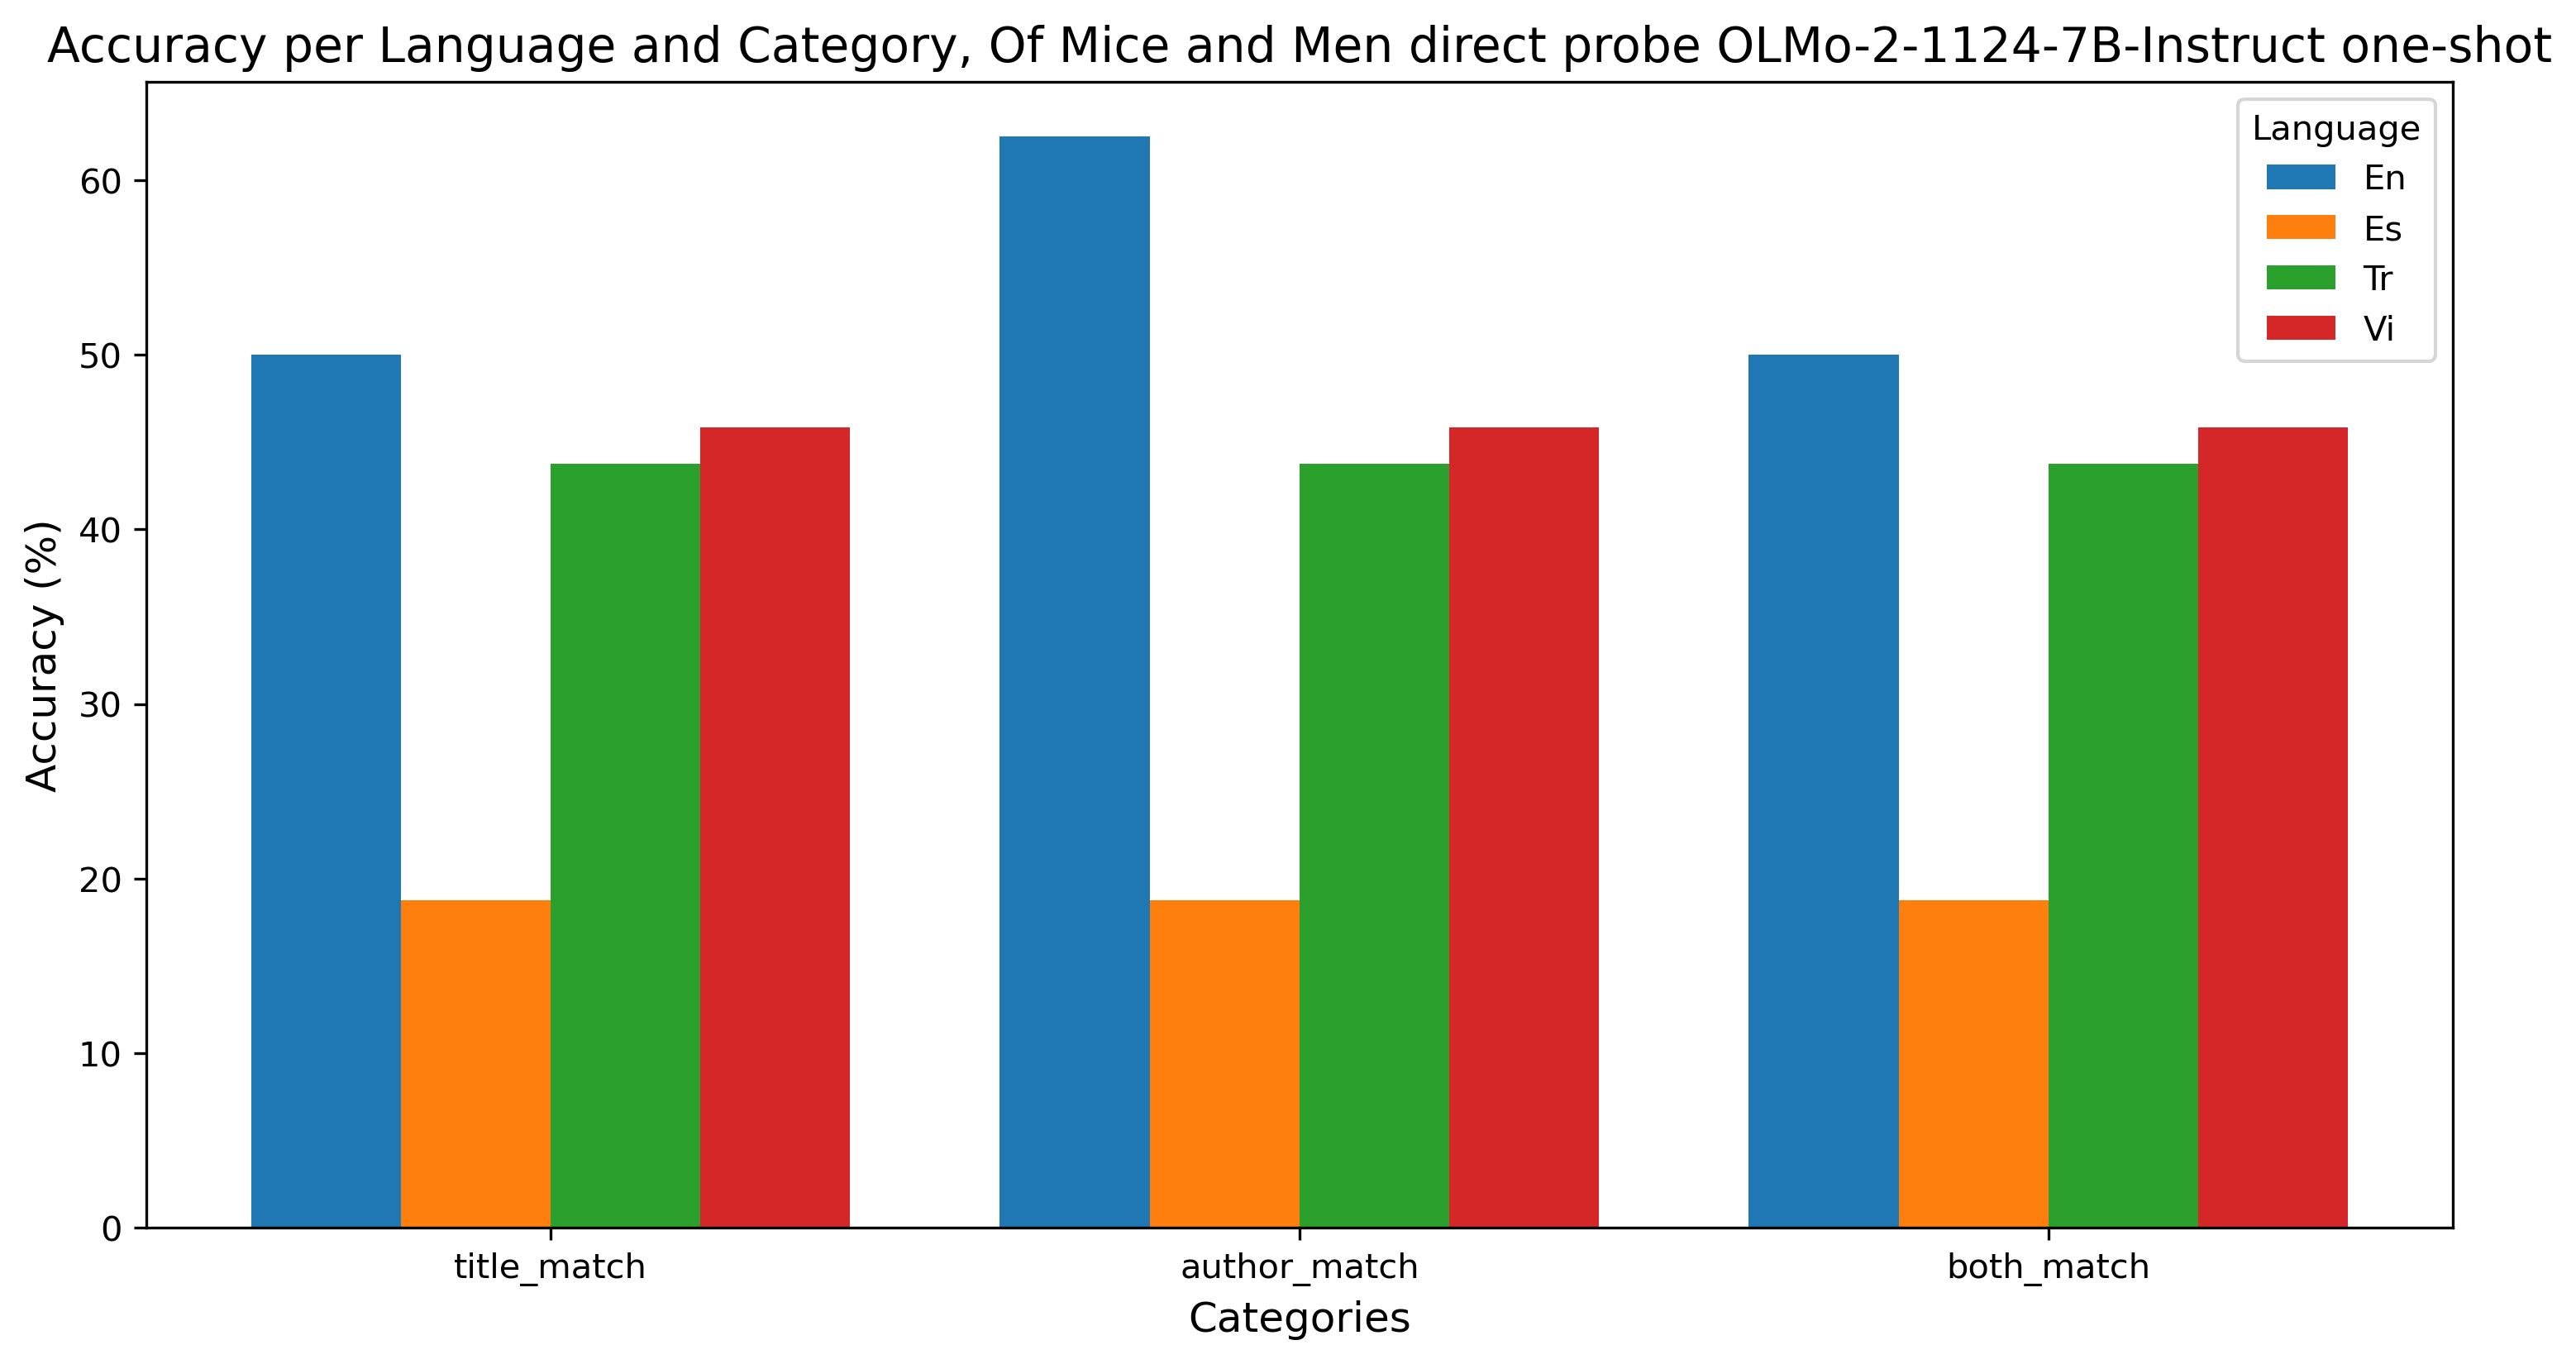 Accuracy per Language and Category, Of Mice and Men direct probe OLMo-2-1124-7B-Instruct one-shot
Language
En
Es
Tr
Vi
Accuracy (%)
60
50
40
30
20
10
0
title_match author_match both_match
Categories